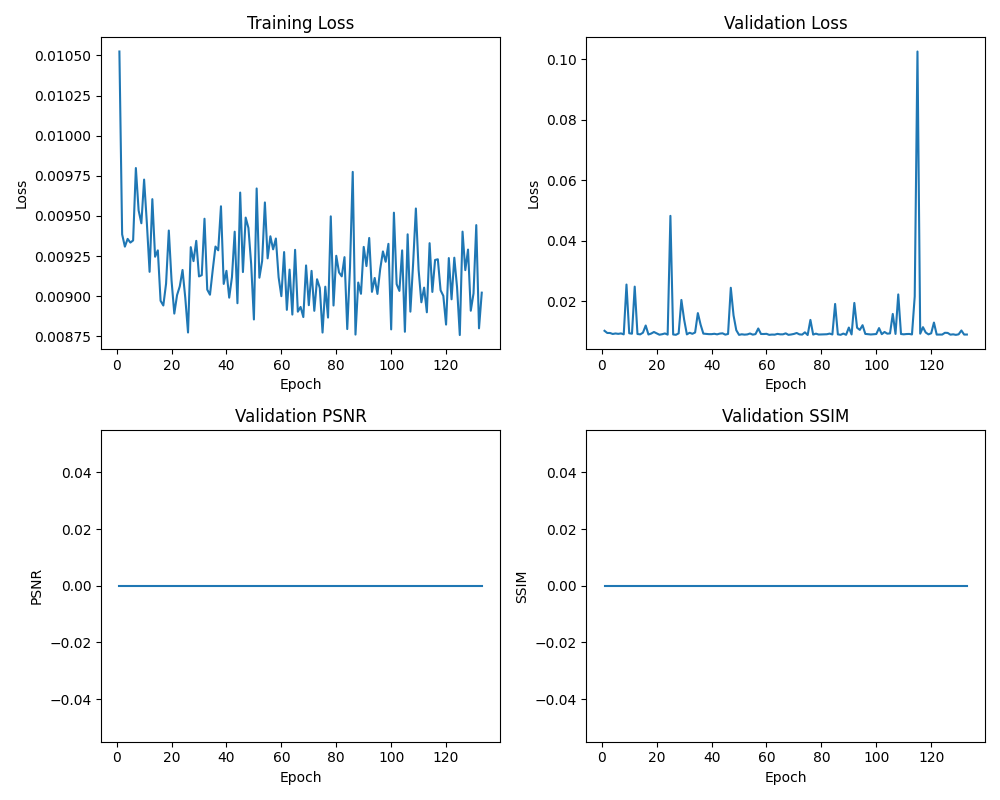 Training Loss
Validation Loss
0.01050
0.01025
0.01000
0.00975
0.00950
0.00925
0.00900
0.00875
Loss
0 20 40 60 80 100 120
Epoch
0.10
0.08
0.06
0.04
0.02
Loss
0 20 40 60 80 100 120
Epoch
Validation PSNR
Validation SSIM
0.04
0.02
0.00
−0.02
−0.04
PSNR
0 20 40 60 80 100 120
Epoch
0.04
0.02
0.00
−0.02
−0.04
SSIM
0 20 40 60 80 100 120
Epoch